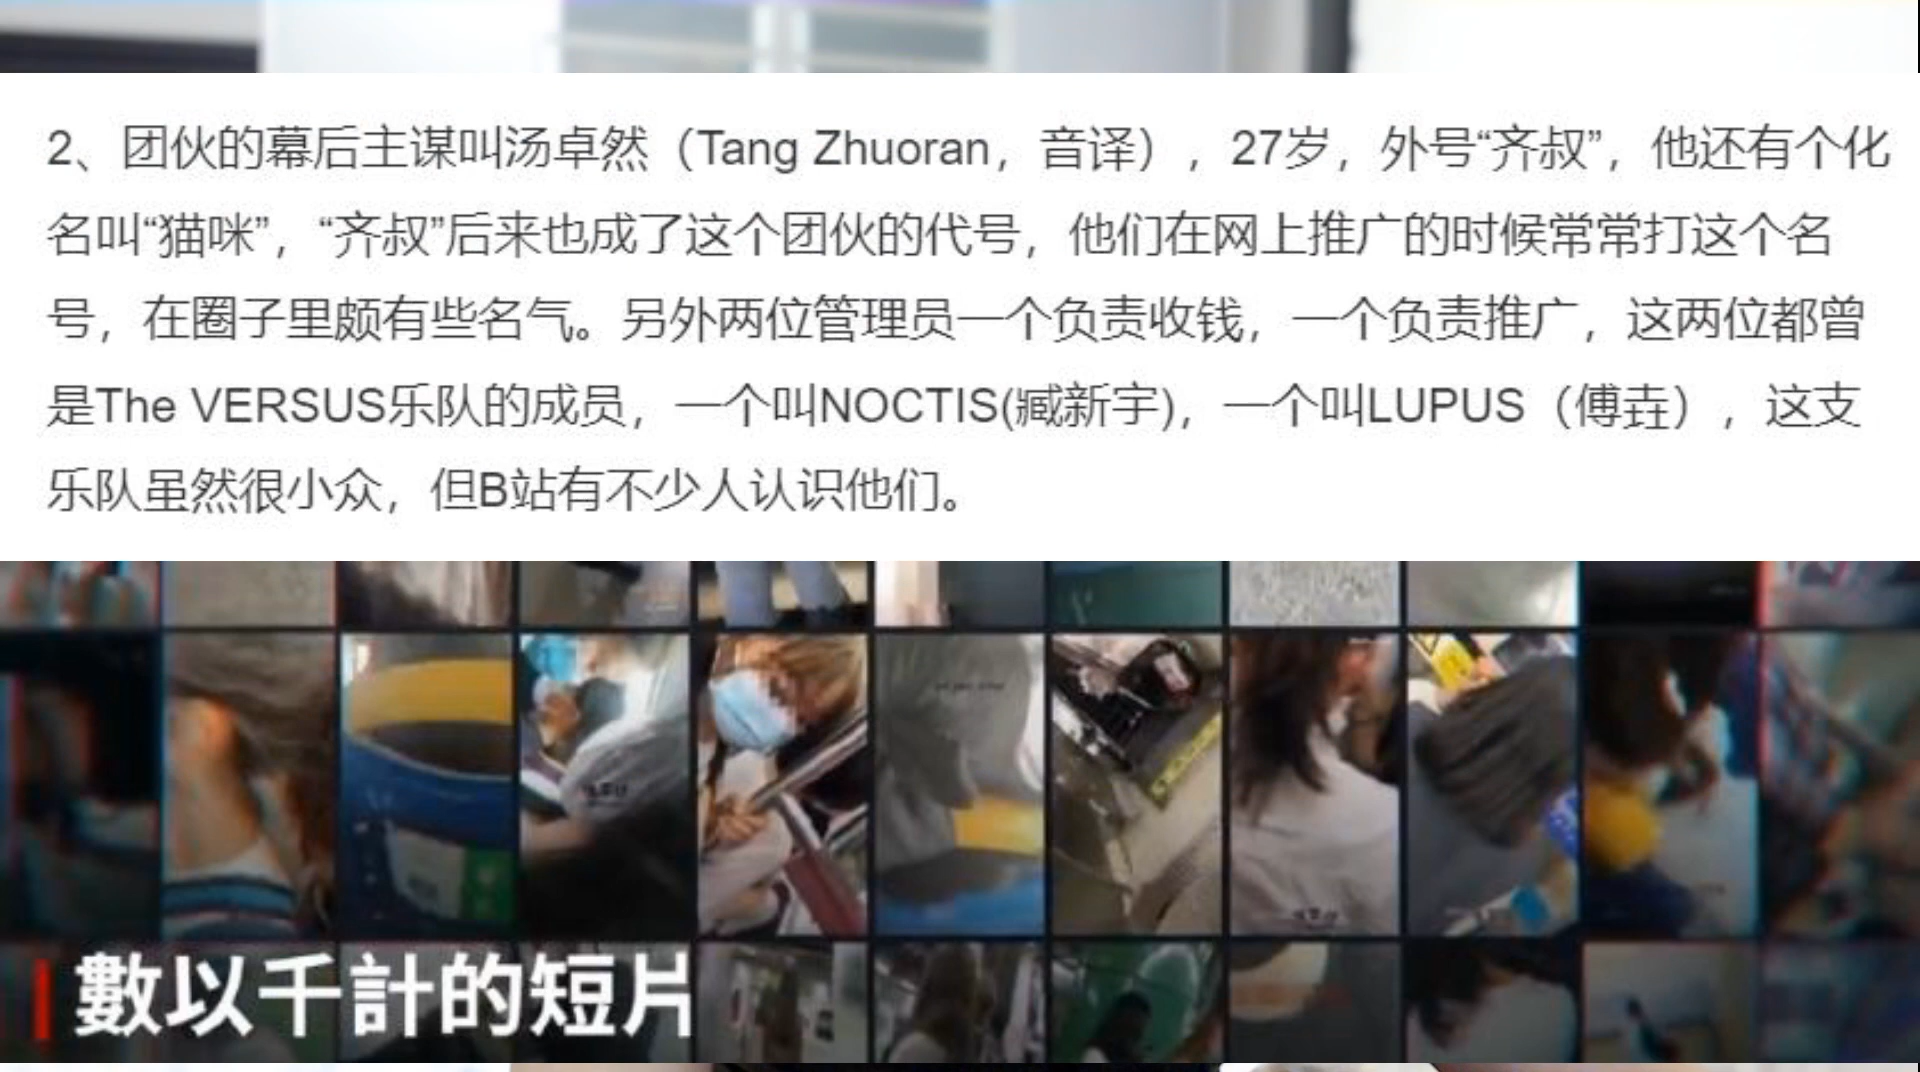 2、团伙的幕后主谋叫汤卓然（Tang Zhuoran，音译），27岁，外号“齐叔”，他还有个化
名叫“猫咪”，“齐叔”后来也成了这个团伙的代号，他们在网上推广的时候常常打这个名
号，在圈子里颇有些名气。另外两位管理员一个负责收钱，一个负责推广，这两位都曾
是The VERSUS乐队的成员，一个叫NOCTIS(臧新宇)，一个叫LUPUS（傅垚），这支
乐队虽然很小众，但B站有不少人认识他们。
數以千計的短片